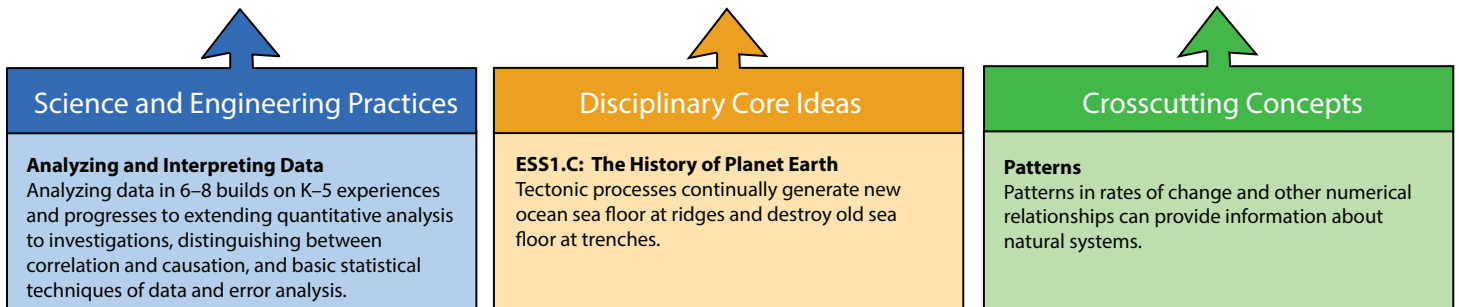 Science and Engineering Practices
Analyzing and Interpreting Data
Analyzing data in 6–8 builds on K–5 experiences
and progresses to extending quantitative analysis
to investigations, distinguishing between
correlation and causation, and basic statistical
techniques of data and error analysis.
Disciplinary Core Ideas
ESS1.C: The History of Planet Earth
Tectonic processes continually generate new
ocean sea floor at ridges and destroy old sea
floor at trenches.
Crosscutting Concepts
Patterns
Patterns in rates of change and other numerical
relationships can provide information about
natural systems.